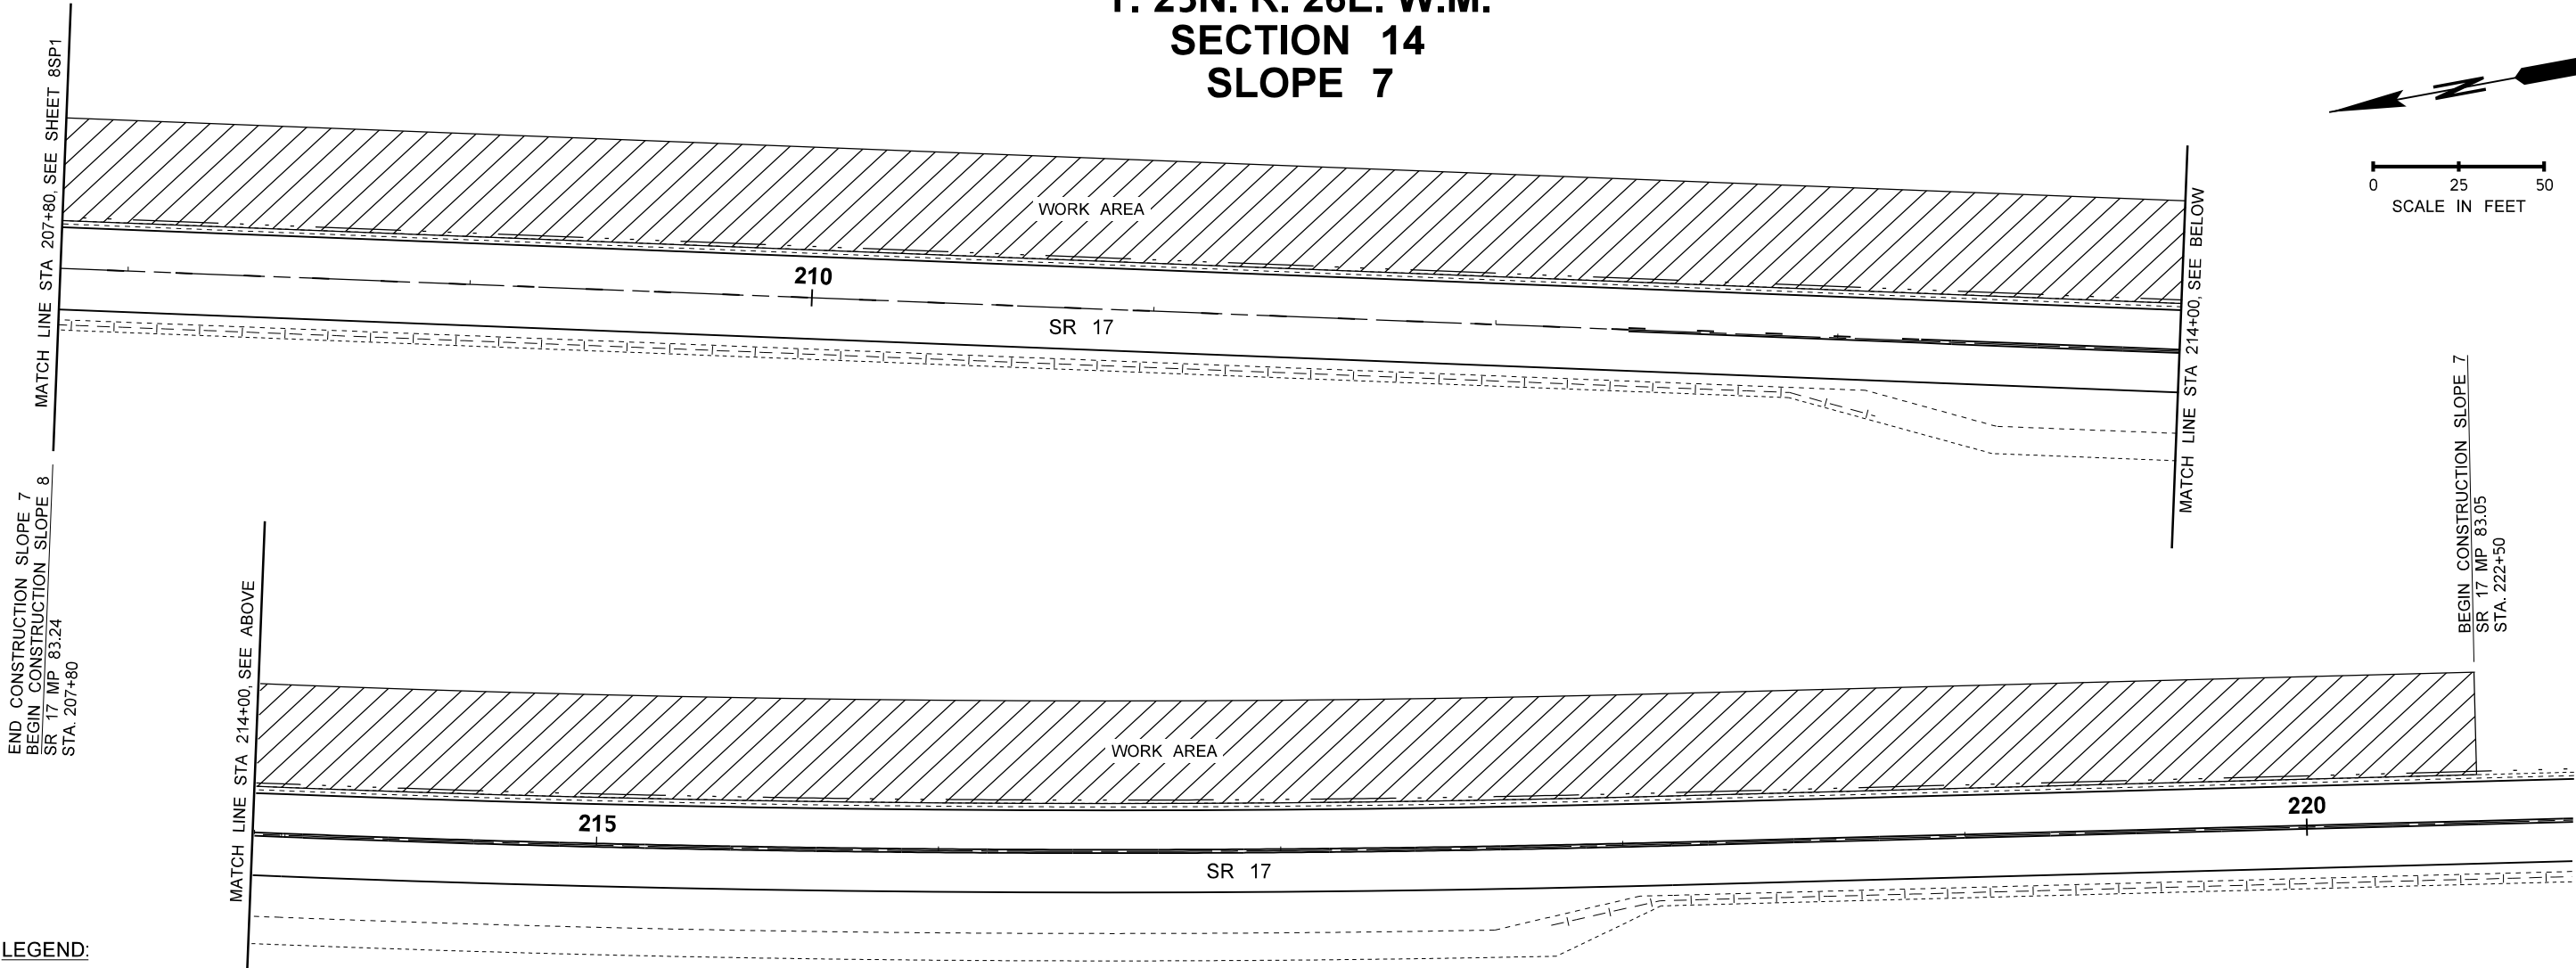 T. 25N. R. 26E. W.M.
SECTION 14
SLOPE 7
MATCH LINE STA 207+80, SEE SHEET 8SP1
WORK AREA
210
SR 17
MATCH LINE STA 214+00, SEE BELOW
0 25 50
SCALE IN FEET
END CONSTRUCTION SLOPE 7
BEGIN CONSTRUCTION SLOPE 8
SR 17 MP 83.24
STA. 207+80
BEGIN CONSTRUCTION SLOPE 7
SR 17 MP 83.05
STA. 222+50
MATCH LINE STA 214+00, SEE ABOVE
WORK AREA
215
220
SR 17
LEGEND: